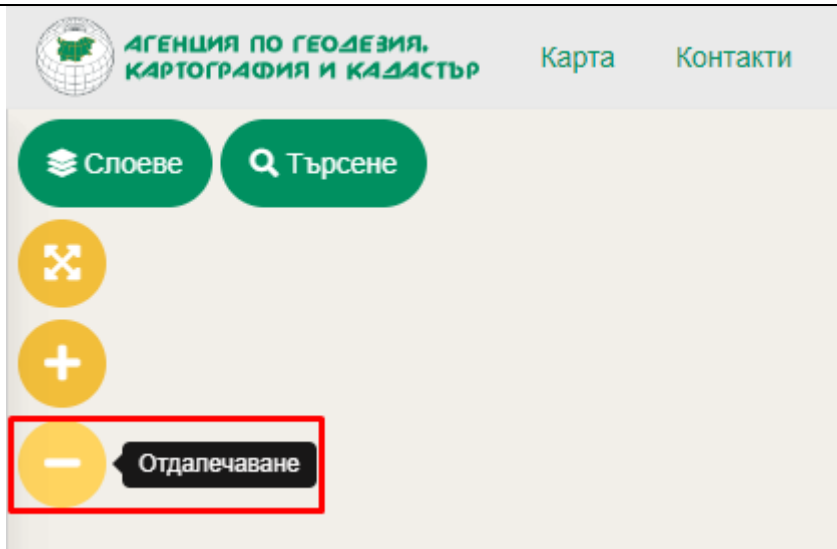 АГЕНЦИЯ ПО ГЕОДЕЗИЯ,
КАРТОГРАФИЯ И КАДАСТЪР
Карта Контакти
Слоеве Търсене
Отдалечаване